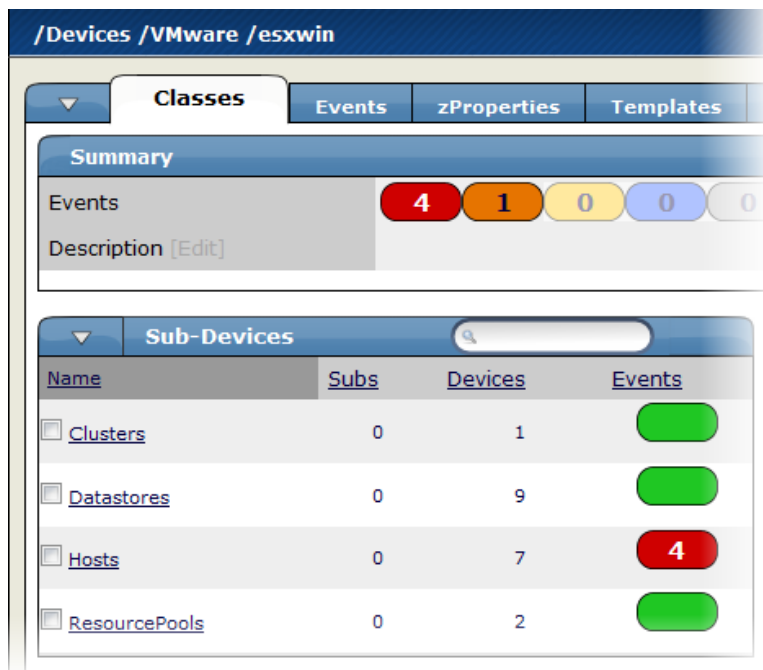 /Devices /VMware /esxwin
Classes Events zProperties Templates
Summary
Events 4 1 0 0 0
Description [Edit]
Sub-Devices
Name Subs Devices Events
Clusters 0 1
Datastores 0 9
Hosts 0 7 4
ResourcePools 0 2